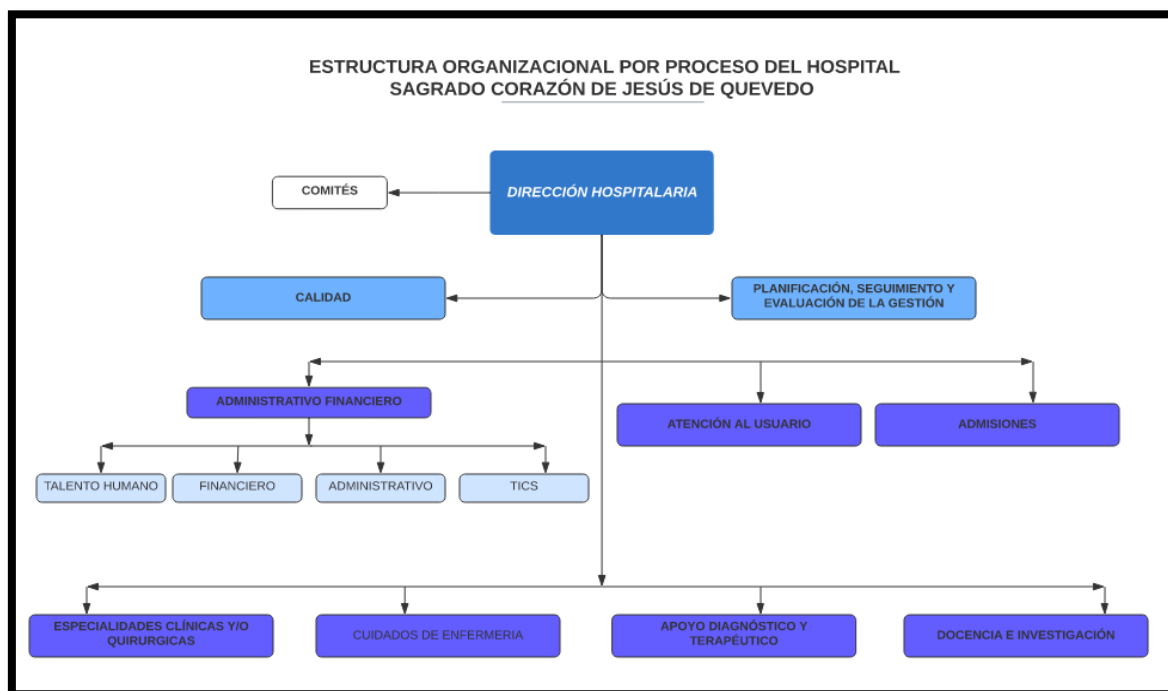 ESTRUCTURA ORGANIZACIONAL POR PROCESO DEL HOSPITAL
SAGRADO CORAZÓN DE JESÚS DE QUEVEDO
COMITÉS
DIRECCIÓN HOSPITALARIA
CALIDAD
PLANIFICACIÓN, SEGUIMIENTO Y
EVALUACIÓN DE LA GESTIÓN
ADMINISTRATIVO FINANCIERO
ATENCIÓN AL USUARIO
ADMISIONES
TALENTO HUMANO
FINANCIERO
ADMINISTRATIVO
TICS
ESPECIALIDADES CLÍNICAS Y/O
QUIRURGICAS
CUIDADOS DE ENFERMERIA
APOYO DIAGNÓSTICO Y
TERAPÉUTICO
DOCENCIA E INVESTIGACIÓN